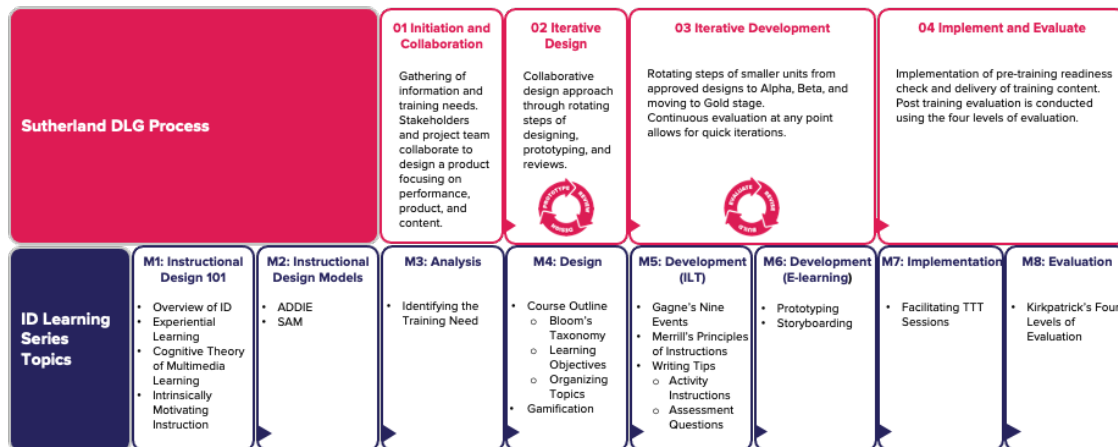 Sutherland DLG Process
01 Initiation and
Collaboration
Gathering of
information and
training needs.
Stakeholders
and project team
collaborate to
design a product
focusing on
performance,
product, and
content.
02 Iterative
Design
Collaborative
design approach
through rotating
steps of
designing,
prototyping, and
reviews.
PROTOTYPE
REVIEW
DESIGN
03 Iterative Development
Rotating steps of smaller units from
approved designs to Alpha, Beta, and
moving to Gold stage.
Continuous evaluation at any point
allows for quick iterations.
EVALUATE
REVISE
BUILD
04 Implement and Evaluate
Implementation of pre-training readiness
check and delivery of training content.
Post training evaluation is conducted
using the four levels of evaluation.
ID Learning
Series
Topics
M1: Instructional
Design 101
• Overview of ID
• Experiential
Learning
• Cognitive Theory
of Multimedia
Learning
• Intrinsically
Motivating
Instruction
M2: Instructional
Design Models
• ADDIE
• SAM
M3: Analysis
• Identifying the
Training Need
M4: Design
• Course Outline
o Bloom's
Taxonomy
o Learning
Objectives
o Organizing
Topics
• Gamification
M5: Development
(ILT)
• Gagne's Nine
Events
• Merrill's Principles
of Instructions
• Writing Tips
o Activity
Instructions
o Assessment
Questions
M6: Development
(E-learning)
• Prototyping
• Storyboarding
M7: Implementation
• Facilitating TTT
Sessions
M8: Evaluation
• Kirkpatrick's Four
Levels of
Evaluation